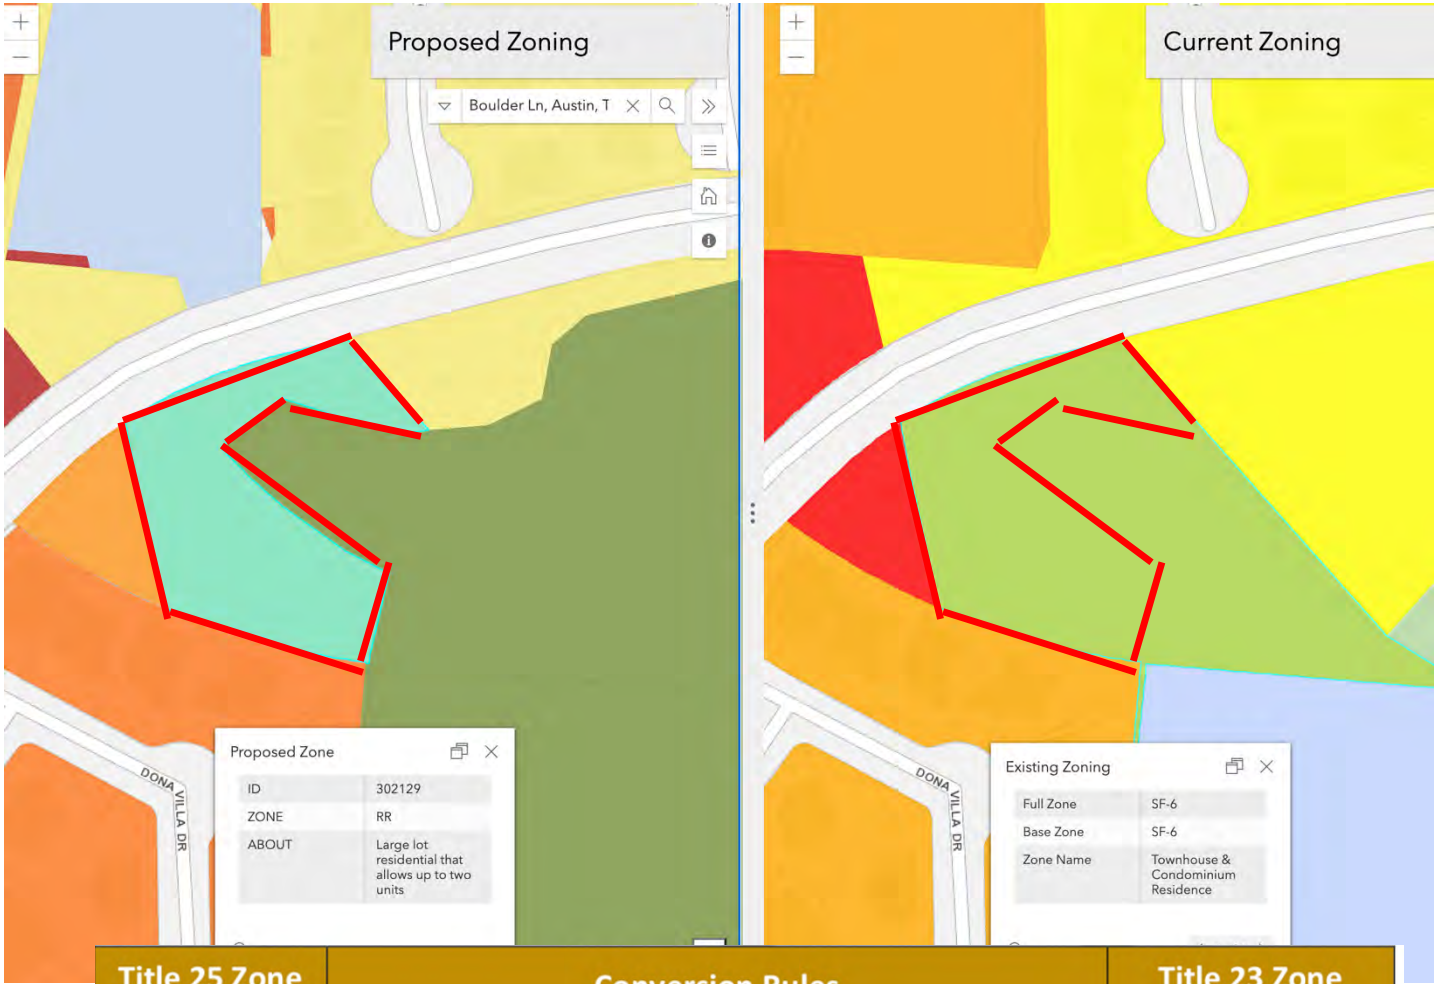 Proposed Zoning
Boulder Ln, Austin, T
Proposed Zone
ID 302129
ZONE RR
ABOUT Large lot
residential that
allows up to two
units
DONA VILLA DR
Current Zoning
Existing Zoning
Full Zone SF-6
Base Zone SF-6
Zone Name Townhouse &
Condominium
Residence
DONA VILLA DR
Title 25 Zone Conversion Rules Title 23 Zone